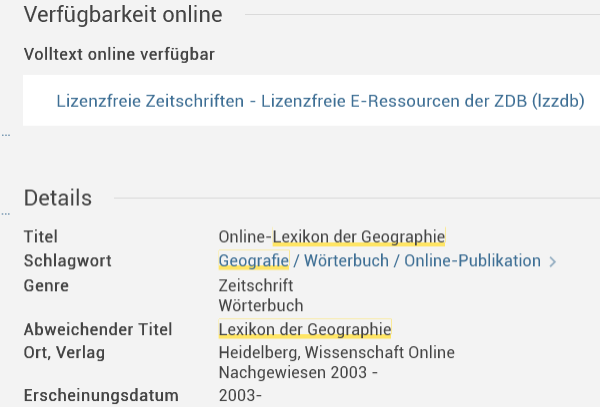 Verfügbarkeit online
Volltext online verfügbar
Lizenzfreie Zeitschriften - Lizenzfreie E-Ressourcen der ZDB (lzzdb)
...
Details
...
Titel Online-Lexikon der Geographie
Schlagwort Geografie / Wörterbuch / Online-Publikation >
Genre Zeitschrift
Wörterbuch
Abweichender Titel Lexikon der Geographie
Ort, Verlag Heidelberg, Wissenschaft Online
Nachgewiesen 2003 -
Erscheinungsdatum 2003-